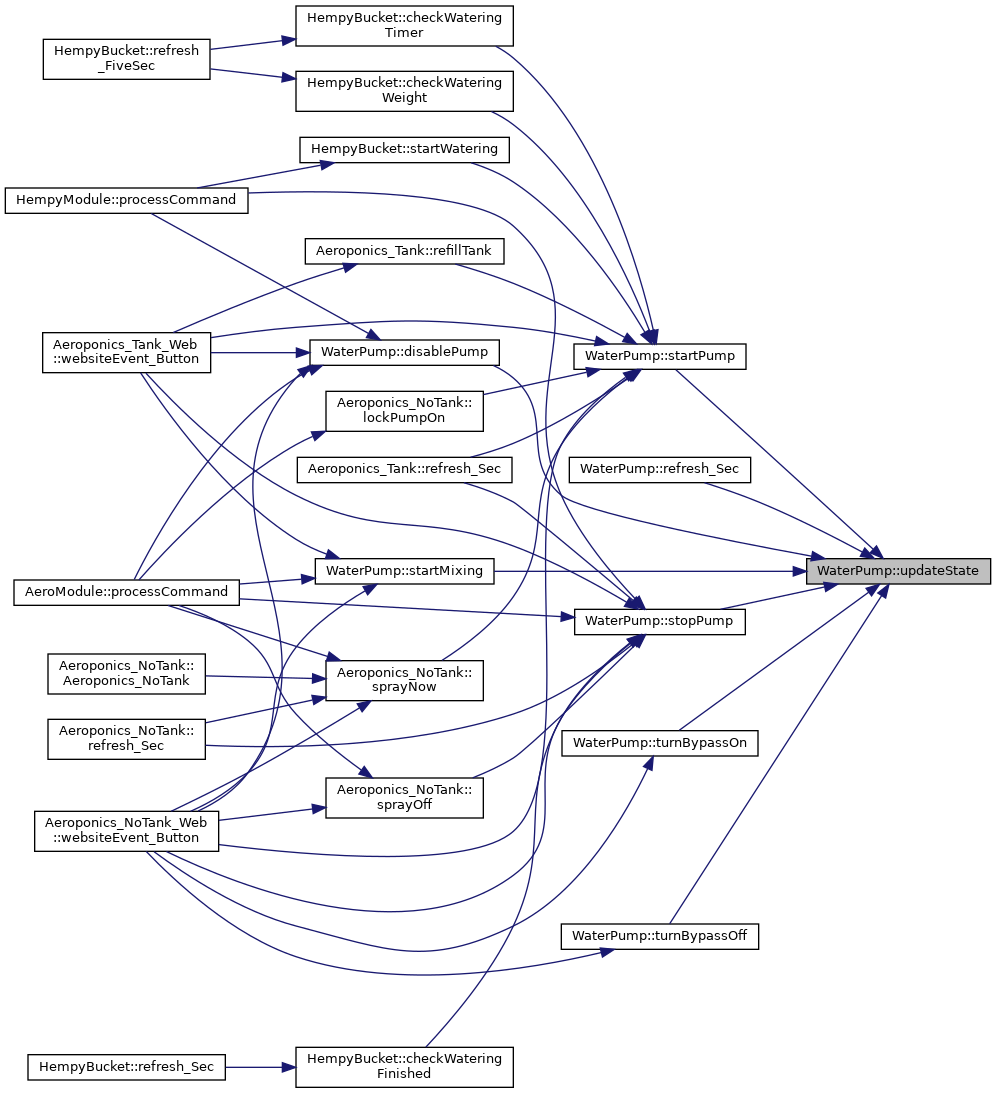 HempyBucket::checkWatering
Timer
HempyBucket::refresh
_FiveSec
HempyBucket::checkWatering
Weight
HempyBucket::startWatering
HempyModule::processCommand
Aeroponics_Tank::refillTank
Aeroponics_Tank_Web
::websiteEvent_Button
WaterPump::disablePump
WaterPump::startPump
Aeroponics_NoTank::
lockPumpOn
Aeroponics_Tank::refresh_Sec
WaterPump::refresh_Sec
WaterPump::startMixing
WaterPump::updateState
AeroModule::processCommand
WaterPump::stopPump
Aeroponics_NoTank::
Aeroponics_NoTank
Aeroponics_NoTank::
sprayNow
Aeroponics_NoTank::
refresh_Sec
WaterPump::turnBypassOn
Aeroponics_NoTank::
sprayOff
Aeroponics_NoTank_Web
::websiteEvent_Button
WaterPump::turnBypassOff
HempyBucket::refresh_Sec
HempyBucket::checkWatering
Finished